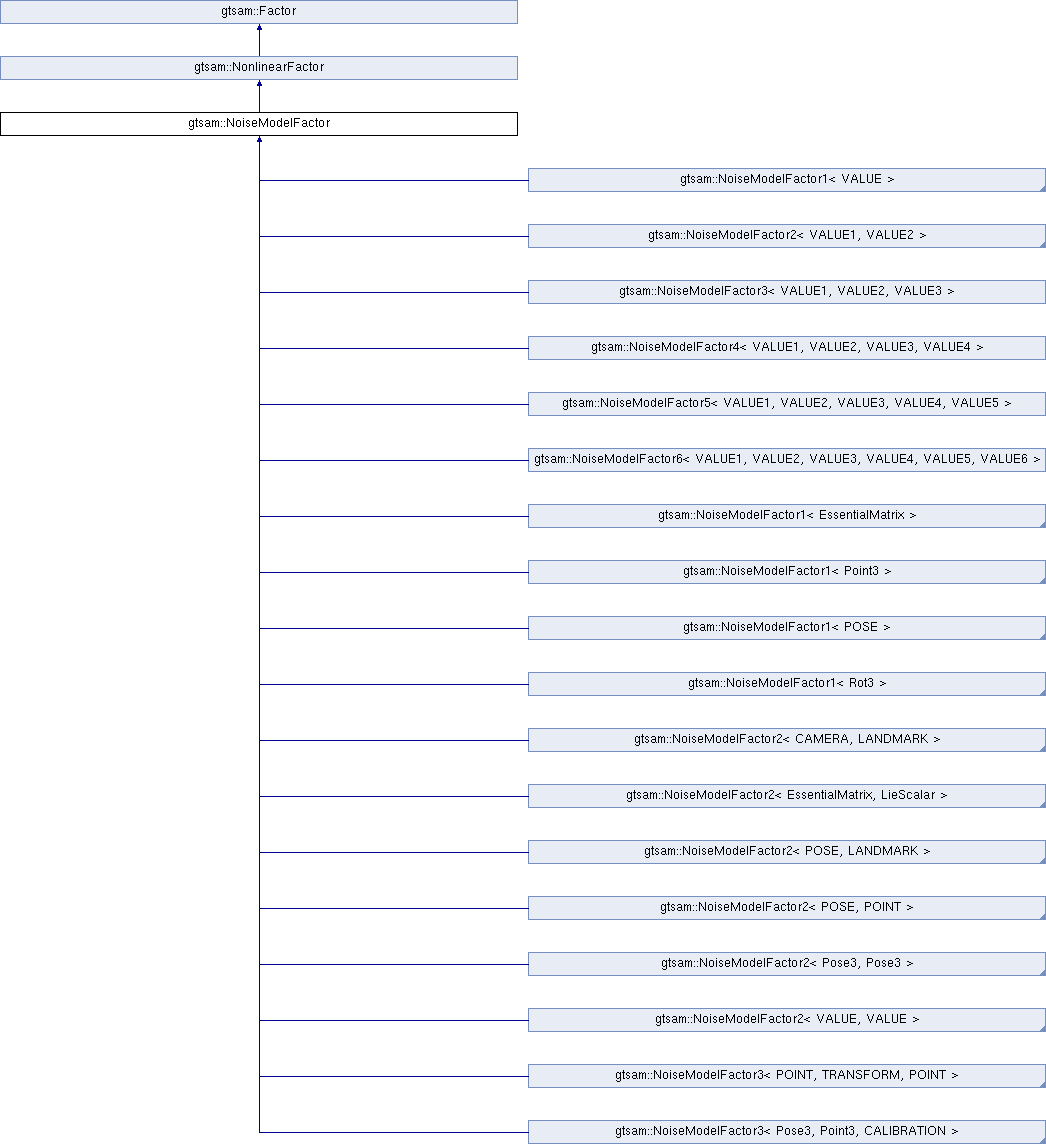 gtsam::Factor
gtsam::NonlinearFactor
gtsam::NoiseModelFactor
gtsam::NoiseModelFactor1< VALUE >
gtsam::NoiseModelFactor2< VALUE1, VALUE2 >
gtsam::NoiseModelFactor3< VALUE1, VALUE2, VALUE3 >
gtsam::NoiseModelFactor4< VALUE1, VALUE2, VALUE3, VALUE4 >
gtsam::NoiseModelFactor5< VALUE1, VALUE2, VALUE3, VALUE4, VALUE5 >
gtsam::NoiseModelFactor6< VALUE1, VALUE2, VALUE3, VALUE4, VALUE5, VALUE6 >
gtsam::NoiseModelFactor1< EssentialMatrix >
gtsam::NoiseModelFactor1< Point3 >
gtsam::NoiseModelFactor1< POSE >
gtsam::NoiseModelFactor1< Rot3 >
gtsam::NoiseModelFactor2< CAMERA, LANDMARK >
gtsam::NoiseModelFactor2< EssentialMatrix, LieScalar >
gtsam::NoiseModelFactor2< POSE, LANDMARK >
gtsam::NoiseModelFactor2< POSE, POINT >
gtsam::NoiseModelFactor2< Pose3, Pose3 >
gtsam::NoiseModelFactor2< VALUE, VALUE >
gtsam::NoiseModelFactor3< POINT, TRANSFORM, POINT >
gtsam::NoiseModelFactor3< Pose3, Point3, CALIBRATION >